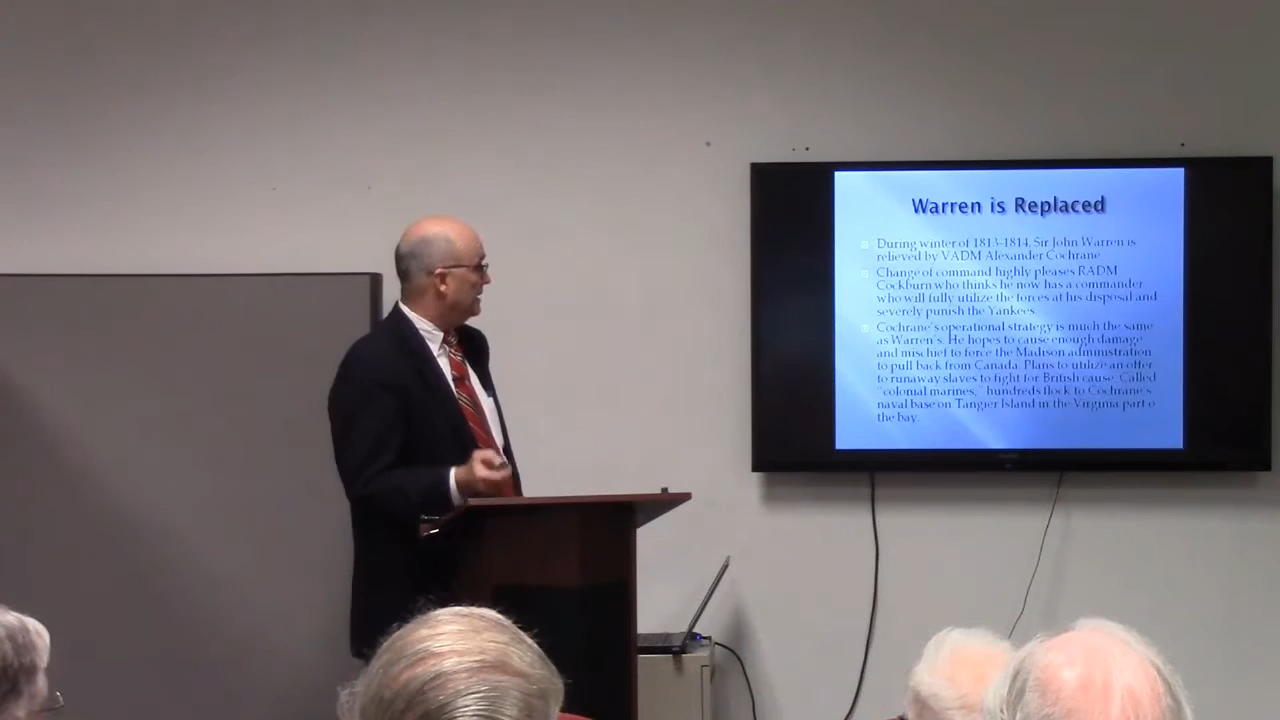 Warren is Replaced
During winter of 1813-1814, Sir John Warren is
relieved by VADM Alexander Cochrane
Change of command highly pleases RADM
Cockburn who thinks he now has a commander
who will fully utilize the forces at his disposal and
severely punish the Yankees.
Cochrane's operational strategy is much the same
as Warren's. He hopes to cause enough damage
and mischief to force the Madison administration
to pull back from Canada. Plans to utilize an offer
to runaway slaves to fight for British cause. Called
"colonial marines," hundreds flock to Cochrane's
naval base on Tangier Island in the Virginia part o
the bay.